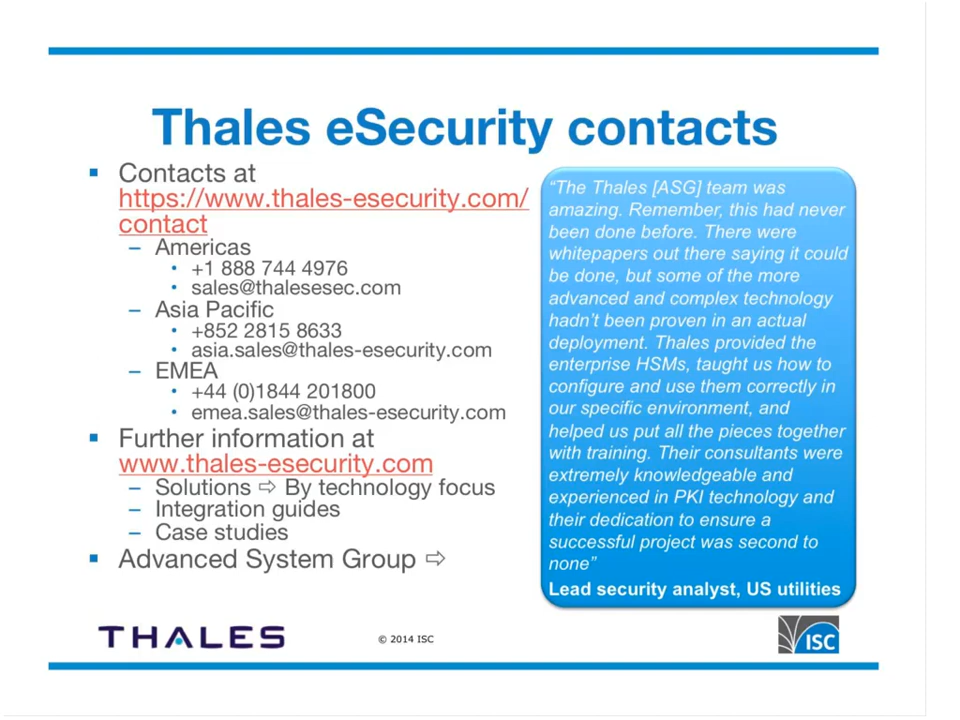 Thales eSecurity contacts
▪ Contacts at
https://www.thales-esecurity.com/
contact
– Americas
• +1 888 744 4976
• sales@thalesesec.com
– Asia Pacific
• +852 2815 8633
• asia.sales@thales-esecurity.com
– EMEA
• +44 (0)1844 201800
• emea.sales@thales-esecurity.com
▪ Further information at
www.thales-esecurity.com
– Solutions ⇨ By technology focus
– Integration guides
– Case studies
▪ Advanced System Group ⇨
“The Thales [ASG] team was
amazing. Remember, this had never
been done before. There were
whitepapers out there saying it could
be done, but some of the more
advanced and complex technology
hadn’t been proven in an actual
deployment. Thales provided the
enterprise HSMs, taught us how to
configure and use them correctly in
our specific environment, and
helped us put all the pieces together
with training. Their consultants were
extremely knowledgeable and
experienced in PKI technology and
their dedication to ensure a
successful project was second to
none”
Lead security analyst, US utilities
THALES
© 2014 ISC
ISC